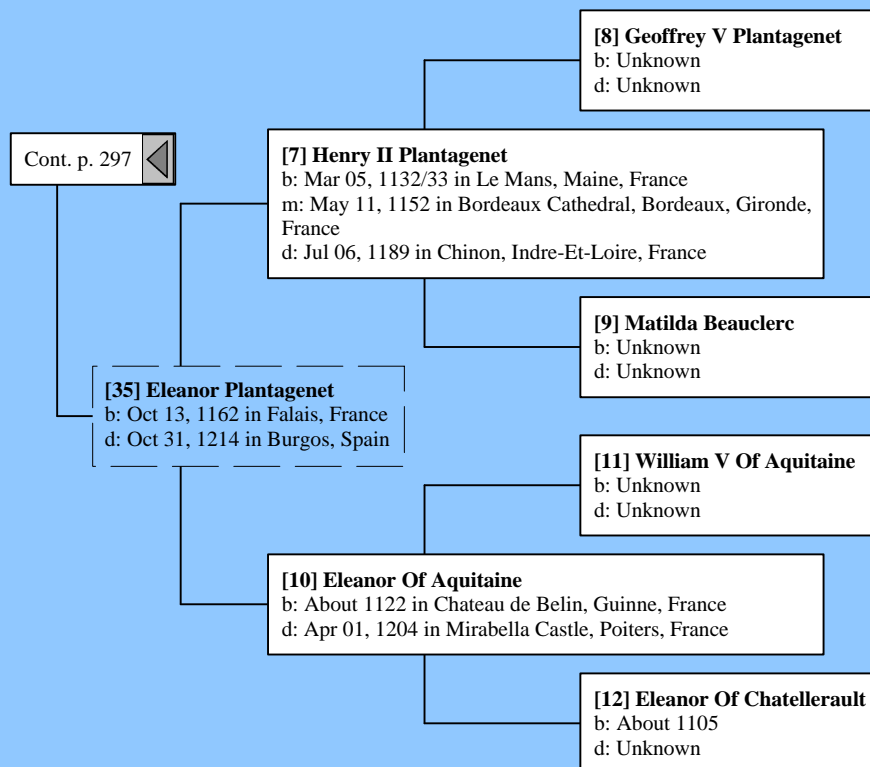 [8] Geoffrey V Plantagenet
b: Unknown
d: Unknown
Cont. p. 297
[7] Henry II Plantagenet
b: Mar 05, 1132/33 in Le Mans, Maine, France
m: May 11, 1152 in Bordeaux Cathedral, Bordeaux, Gironde,
France
d: Jul 06, 1189 in Chinon, Indre-Et-Loire, France
[9] Matilda Beauclerc
b: Unknown
d: Unknown
[35] Eleanor Plantagenet
b: Oct 13, 1162 in Falais, France
d: Oct 31, 1214 in Burgos, Spain
[11] William V Of Aquitaine
b: Unknown
d: Unknown
[10] Eleanor Of Aquitaine
b: About 1122 in Chateau de Belin, Guinne, France
d: Apr 01, 1204 in Mirabella Castle, Poiters, France
[12] Eleanor Of Chatellerault
b: About 1105
d: Unknown